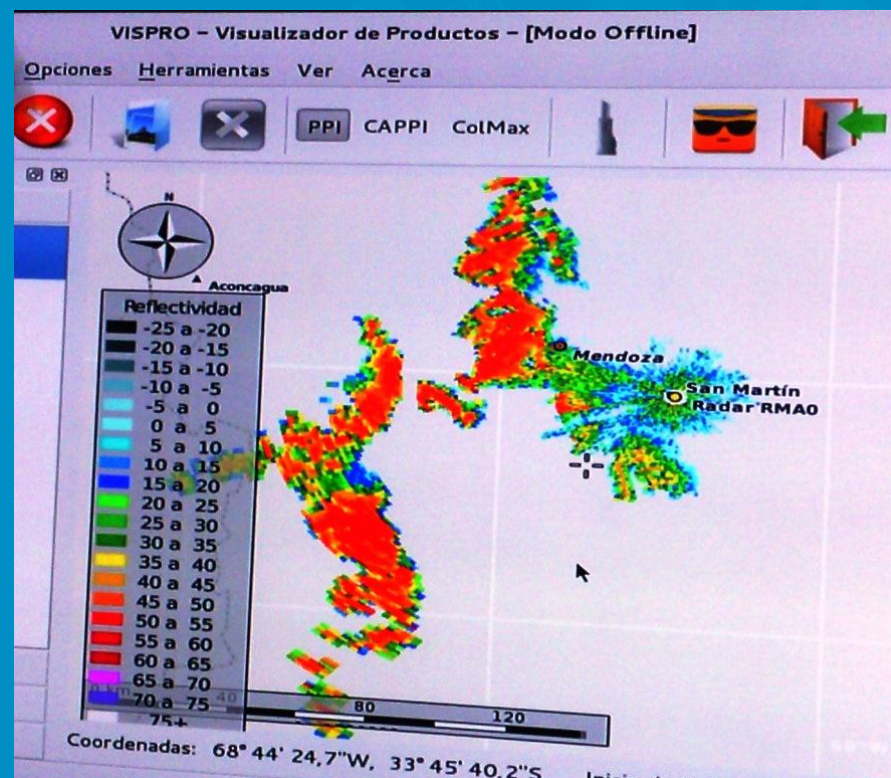 VISPRO – Visualizador de Productos – [Modo Offline]
Opciones Herramientas Ver Acerca
PPI CAPPI ColMax
N
Aconcagua
Reflectividad
-25 a -20
-20 a -15
-15 a -10
-10 a -5
-5 a 0
0 a 5
5 a 10
10 a 15
15 a 20
20 a 25
25 a 30
30 a 35
35 a 40
40 a 45
45 a 50
50 a 55
55 a 60
60 a 65
65 a 70
70 a 75
75+
Mendoza
San Martín
Radar RMA0
0 km 40 80 120
Coordenadas: 68° 44' 24,7"W, 33° 45' 40,2"S